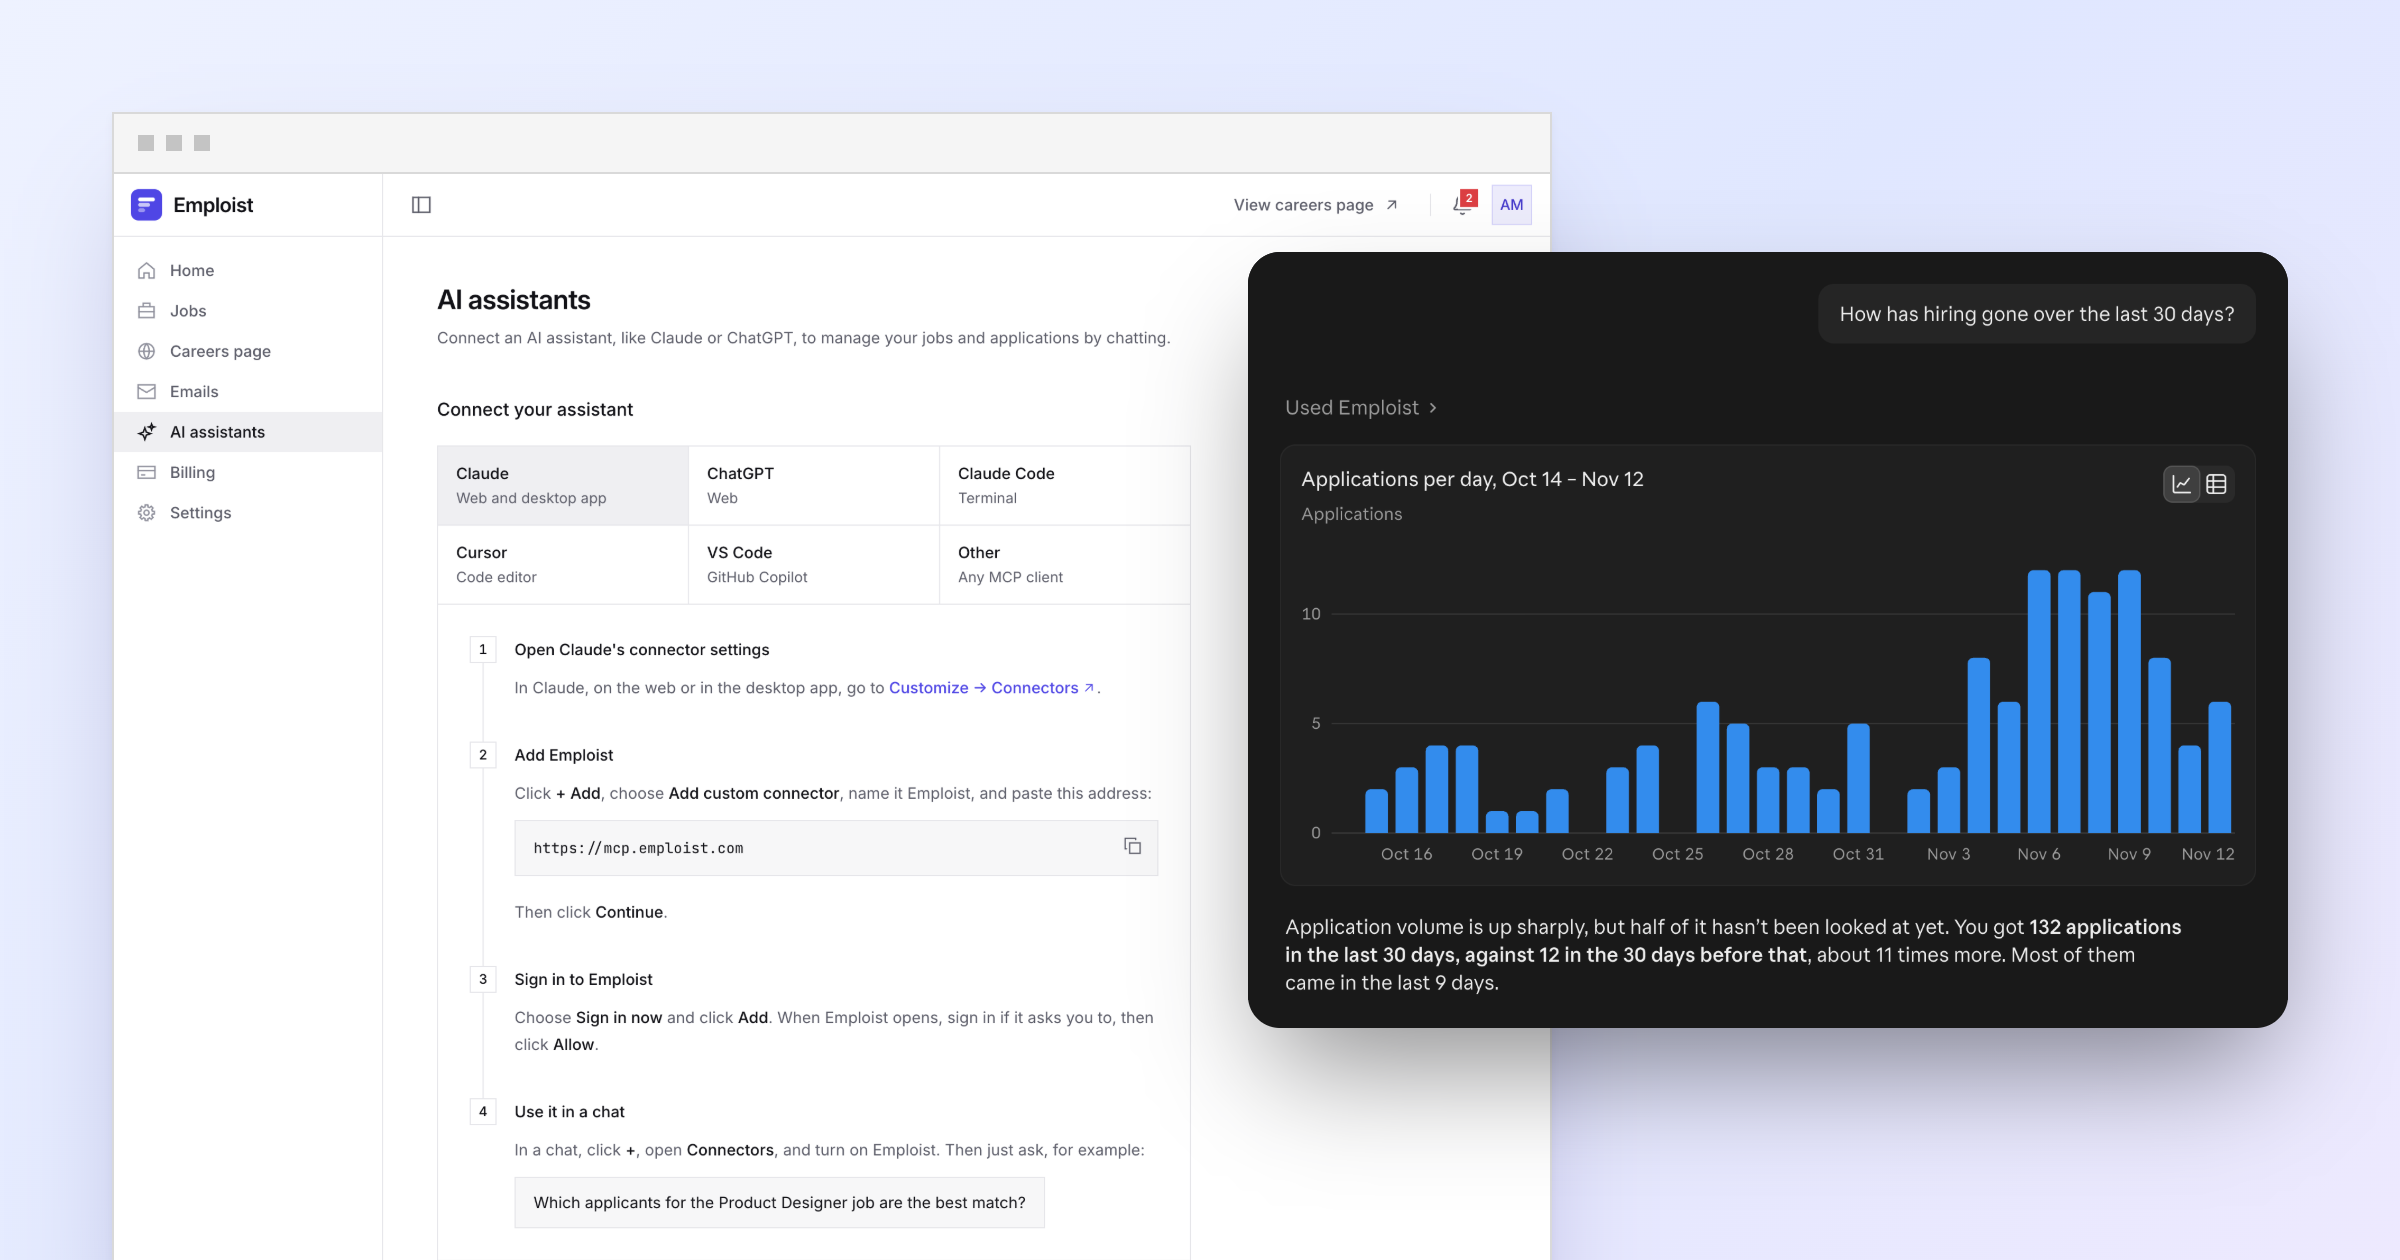 Emploist
View careers page
2
AM
Home
Jobs
Careers page
Emails
AI assistants
Billing
Settings
AI assistants
Connect an AI assistant, like Claude or ChatGPT, to manage your jobs and applications by chatting.
Connect your assistant
Claude
Web and desktop app
ChatGPT
Web
Claude Code
Terminal
Cursor
Code editor
VS Code
GitHub Copilot
Other
Any MCP client
1
Open Claude's connector settings
In Claude, on the web or in the desktop app, go to Customize → Connectors ↗.
2
Add Emploist
Click + Add, choose Add custom connector, name it Emploist, and paste this address:
https://mcp.emploist.com
Then click Continue.
3
Sign in to Emploist
Choose Sign in now and click Add. When Emploist opens, sign in if it asks you to, then
click Allow.
4
Use it in a chat
In a chat, click +, open Connectors, and turn on Emploist. Then just ask, for example:
Which applicants for the Product Designer job are the best match?
How has hiring gone over the last 30 days?
Used Emploist >
Applications per day, Oct 14 – Nov 12
Applications
10
5
0
Oct 16 Oct 19 Oct 22 Oct 25 Oct 28 Oct 31 Nov 3 Nov 6 Nov 9 Nov 12
Application volume is up sharply, but half of it hasn’t been looked at yet. You got 132 applications
in the last 30 days, against 12 in the 30 days before that, about 11 times more. Most of them
came in the last 9 days.